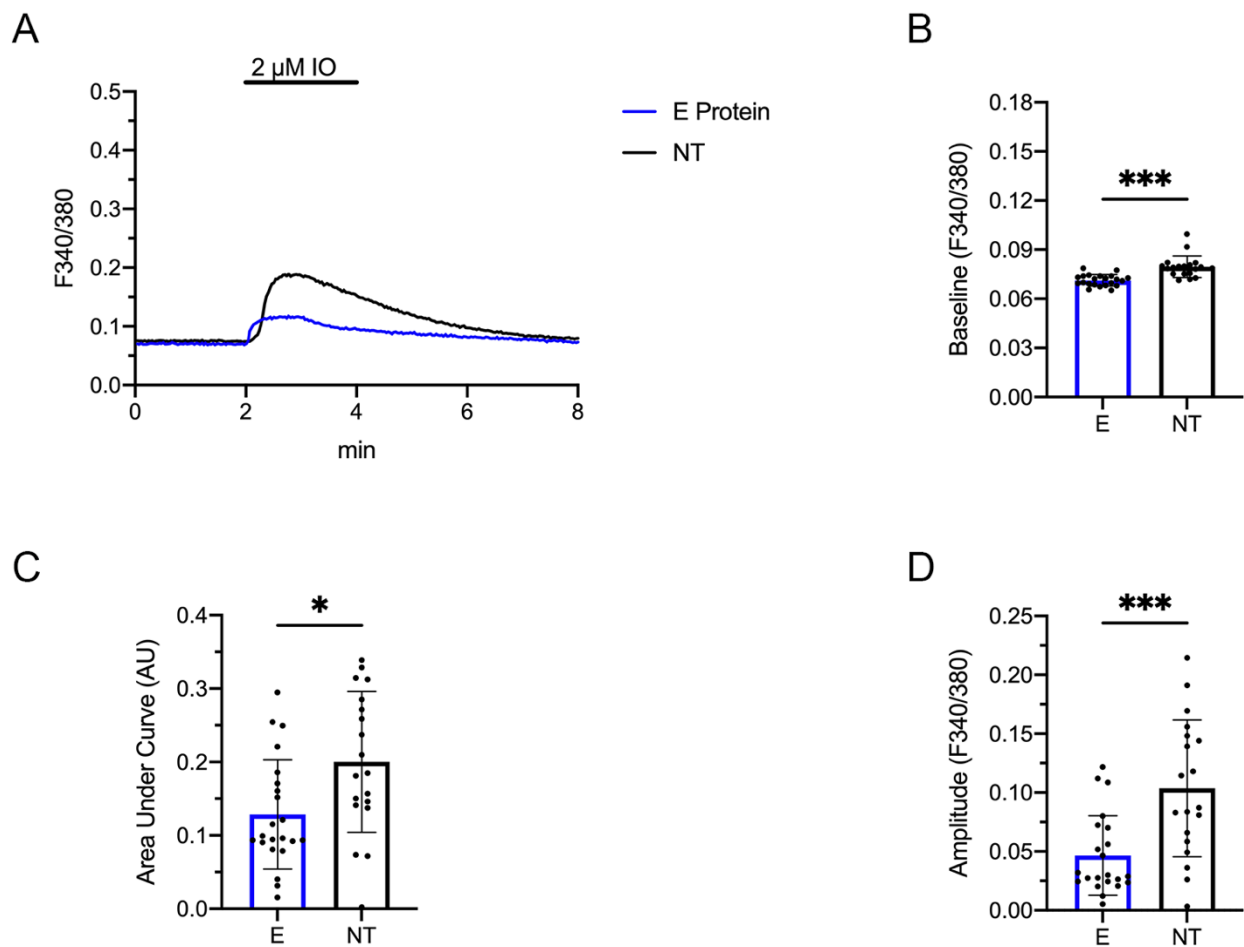 A
2 µM IO
0.5
0.4
0.3
0.2
0.1
0.0
F340/380
0 2 4 6 8
min
E Protein
NT
B
0.18
0.15
0.12
0.09
0.06
0.03
0.00
Baseline (F340/380)
***
E NT
C
0.4
0.3
0.2
0.1
0.0
Area Under Curve (AU)
*
E NT
D
0.25
0.20
0.15
0.10
0.05
0.00
Amplitude (F340/380)
***
E NT